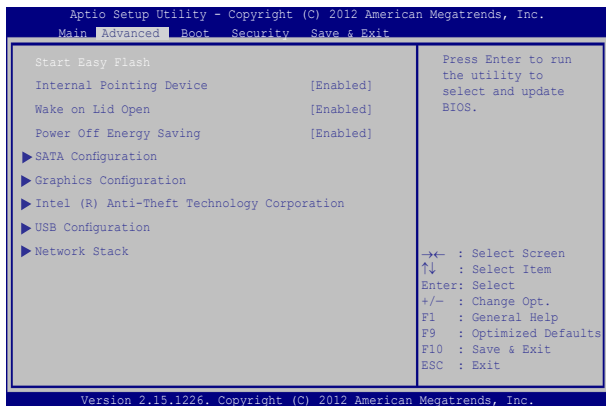 Aptio Setup Utility - Copyright (C) 2012 American Megatrends, Inc.
Main Advanced Boot Security Save & Exit
Start Easy Flash
Internal Pointing Device [Enabled]
Wake on Lid Open [Enabled]
Power Off Energy Saving [Enabled]
SATA Configuration
Graphics Configuration
Intel (R) Anti-Theft Technology Corporation
USB Configuration
Network Stack
Press Enter to run
the utility to
select and update
BIOS.
→← : Select Screen
↑↓ : Select Item
Enter: Select
+/— : Change Opt.
F1 : General Help
F9 : Optimized Defaults
F10 : Save & Exit
ESC : Exit
Version 2.15.1226. Copyright (C) 2012 American Megatrends, Inc.